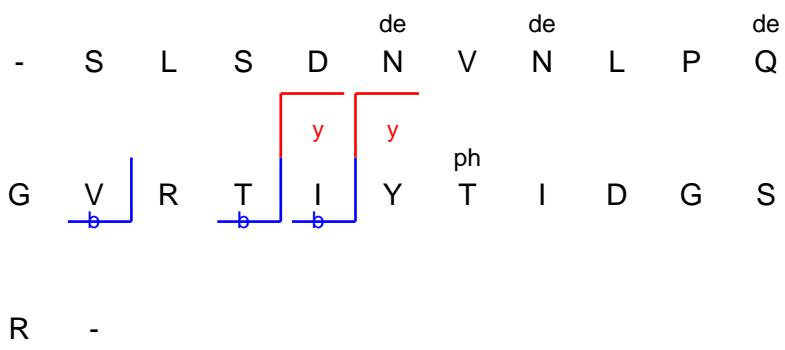 de de de
- S L S D N V N L P Q
y y
ph
G V R T I Y T I D G S
b b b
R -